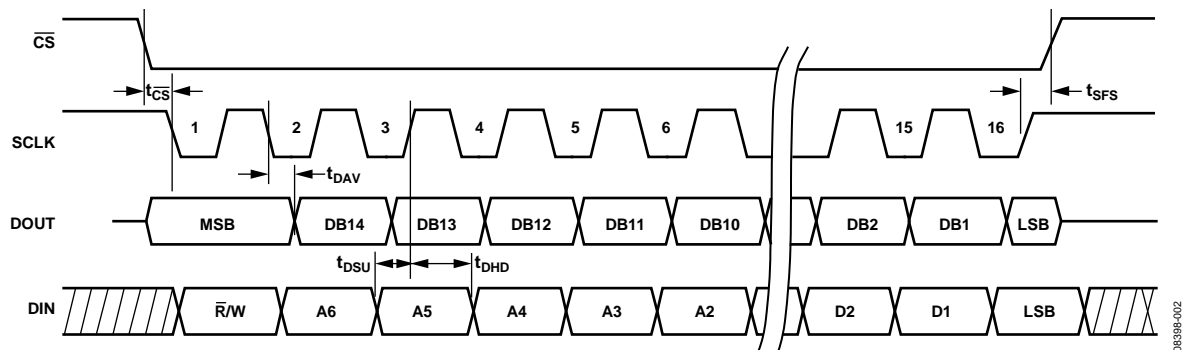 CS
tCS
tSFS
SCLK
1 2 3 4 5 6 15 16
tDAV
DOUT
MSB DB14 DB13 DB12 DB11 DB10 DB2 DB1 LSB
tDSU tDHD
DIN
R/W A6 A5 A4 A3 A2 D2 D1 LSB
08398-002